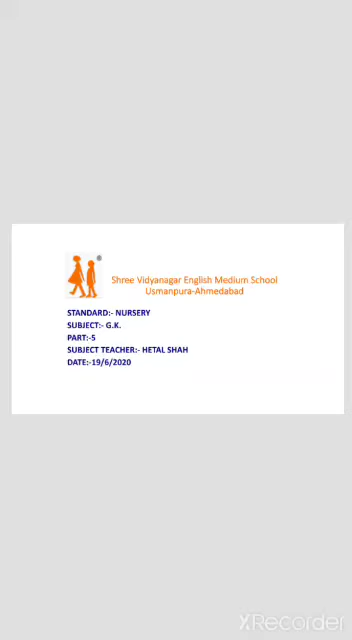 Shree Vidyanagar English Medium School
Usmanpura-Ahmedabad
STANDARD:- NURSERY
SUBJECT:- G.K.
PART:-5
SUBJECT TEACHER:- HETAL SHAH
DATE:-19/6/2020
XRecorder